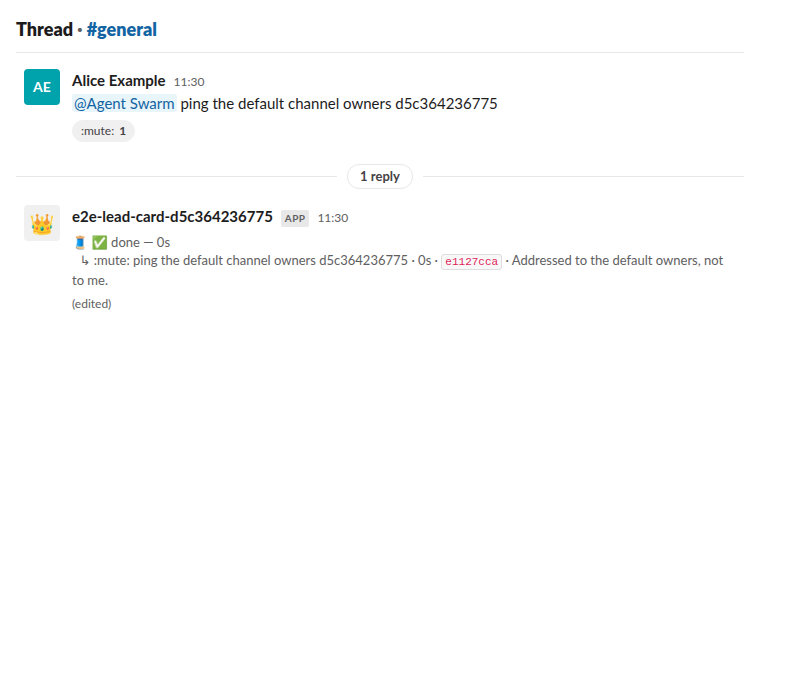 Thread • #general
AE
Alice Example 11:30
@Agent Swarm ping the default channel owners d5c364236775
:mute: 1
1 reply
e2e-lead-card-d5c364236775 APP 11:30
🧵 ✅ done — 0s
↳ :mute: ping the default channel owners d5c364236775 · 0s · e1127cca · Addressed to the default owners, not
to me.
(edited)